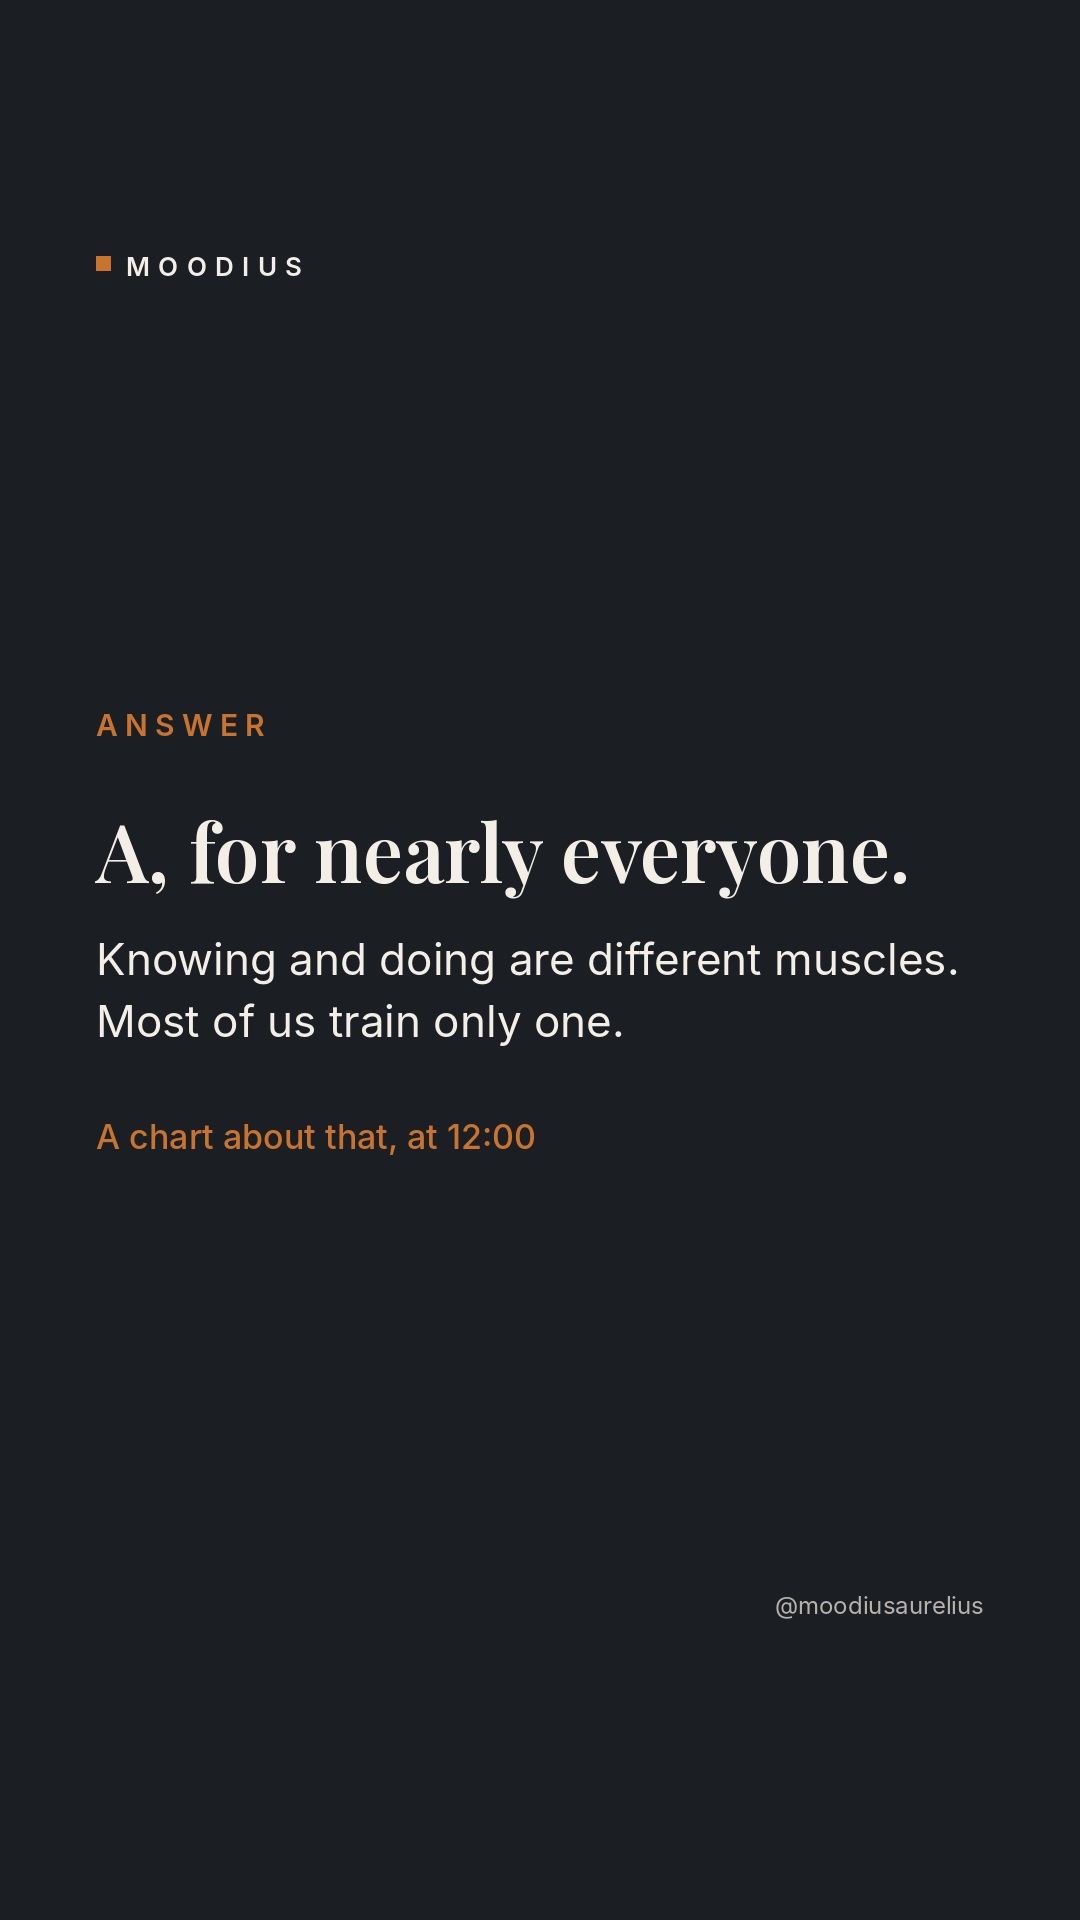 MOODIUS
ANSWER
A, for nearly everyone.
Knowing and doing are different muscles.
Most of us train only one.
A chart about that, at 12:00
@moodiusaurelius